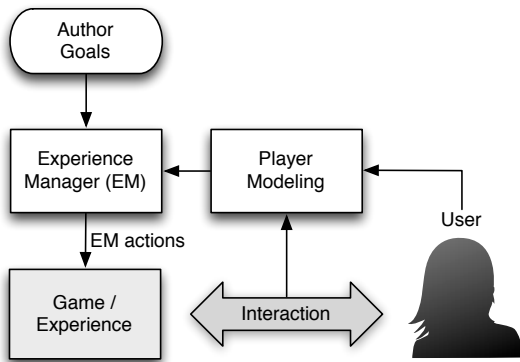 Author
Goals
Experience
Manager (EM)
Player
Modeling
User
EM actions
Game /
Experience
Interaction